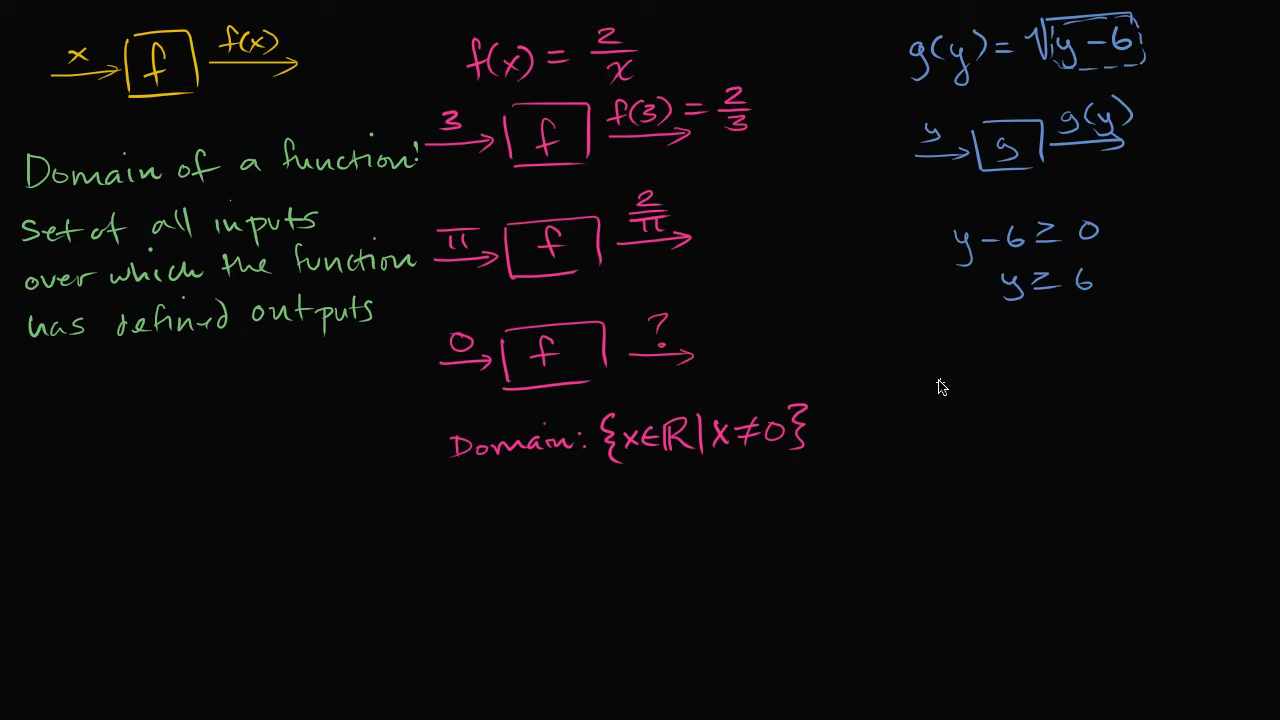 x f f(x)
Domain of a function:
Set of all inputs
over which the function
has defined outputs
f(x) = 2/x
3 f f(3) = 2/3
π f 2/π
0 f ?
Domain: {x∈ℝ | x≠0}
g(y) = √(y-6)
y g g(y)
y-6 ≥ 0
y ≥ 6